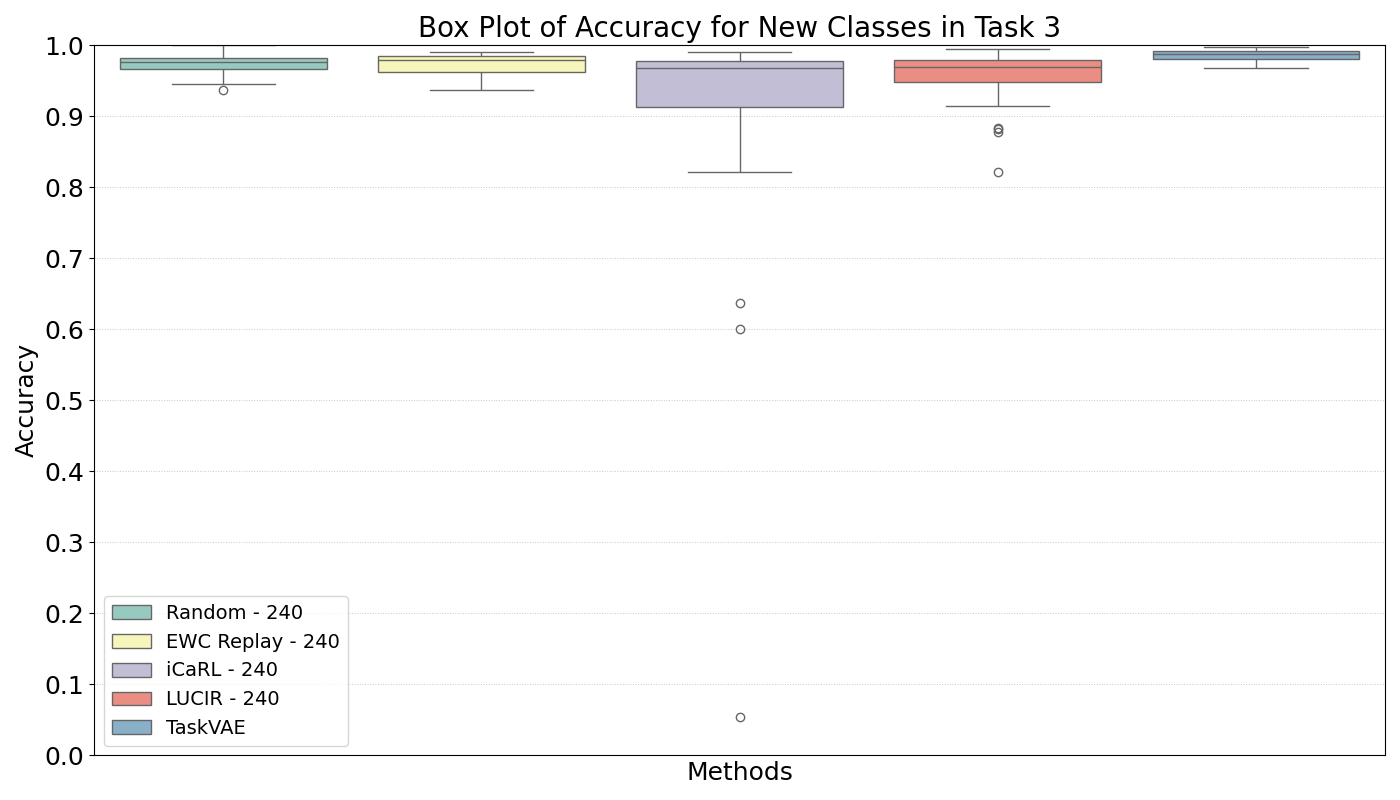 Box Plot of Accuracy for New Classes in Task 3
1.0
0.9
0.8
0.7
0.6
0.5
0.4
0.3
0.2
0.1
0.0
Accuracy
Random - 240
EWC Replay - 240
iCaRL - 240
LUCIR - 240
TaskVAE
Methods